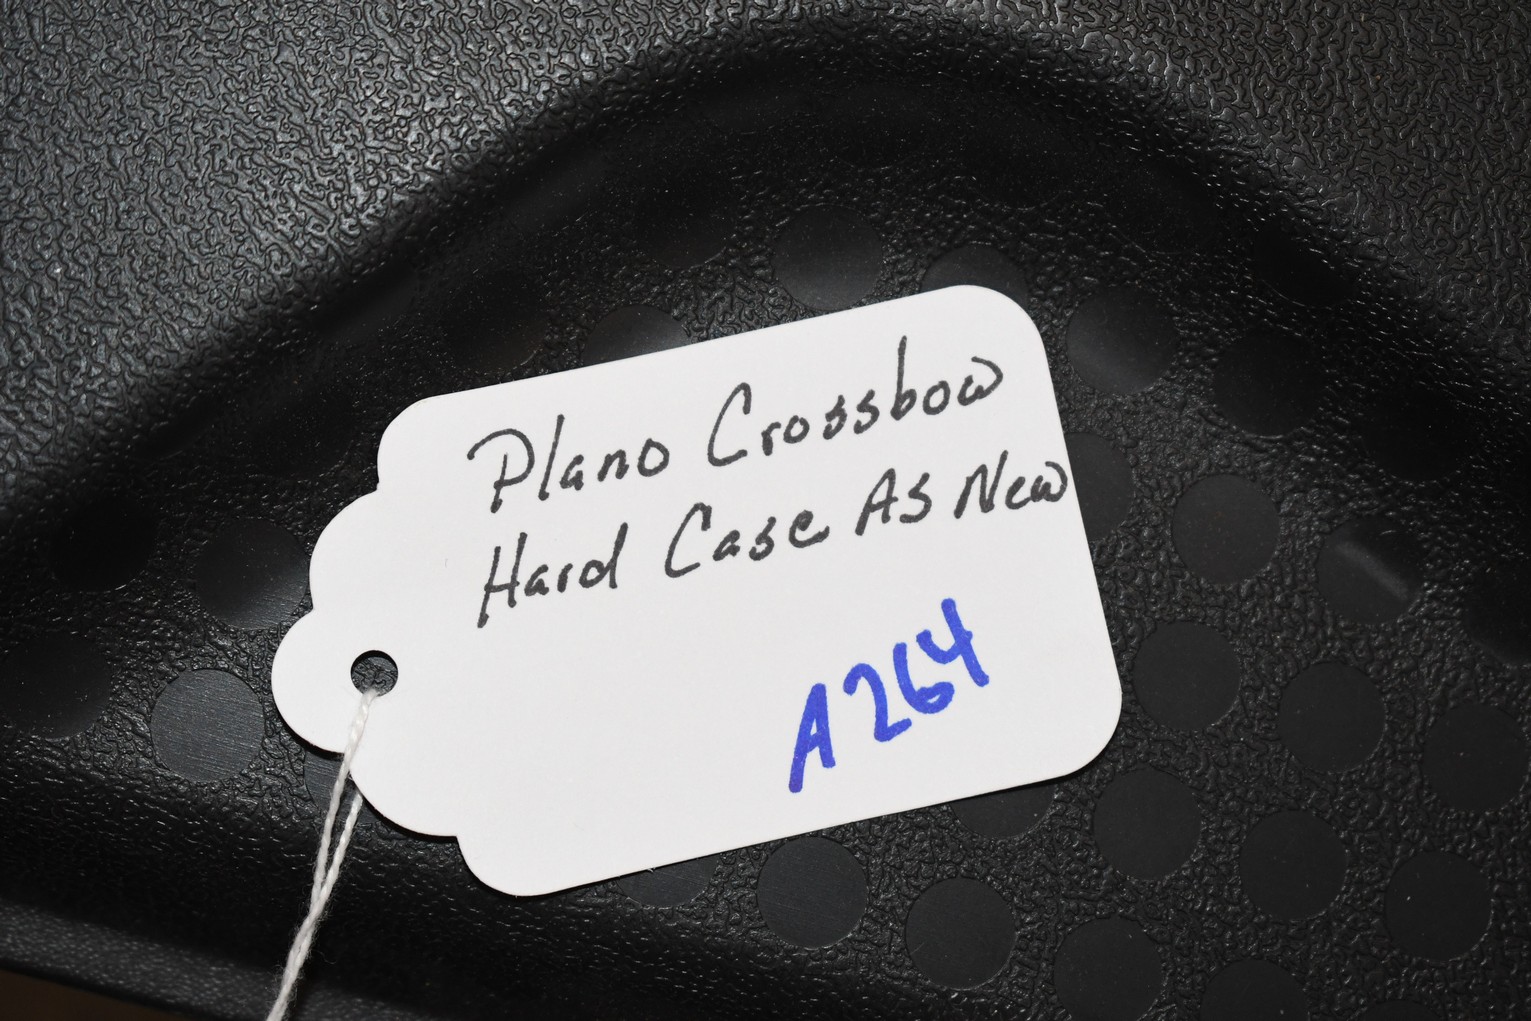 Plano Crossbow
Hard Case As New
A264